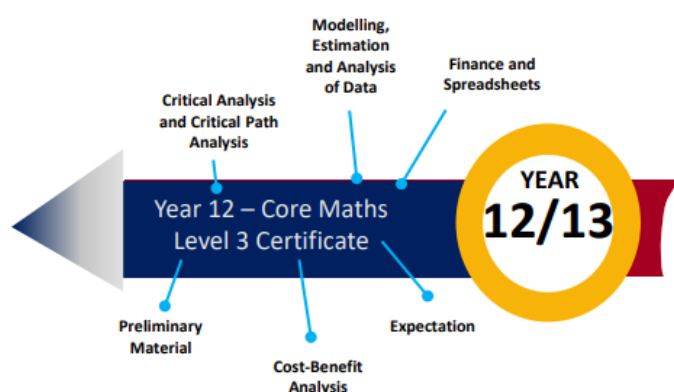 Modelling,
Estimation
and Analysis
of Data
Finance and
Spreadsheets
Critical Analysis
and Critical Path
Analysis
Year 12 – Core Maths
Level 3 Certificate
YEAR
12/13
Preliminary
Material
Cost-Benefit
Analysis
Expectation